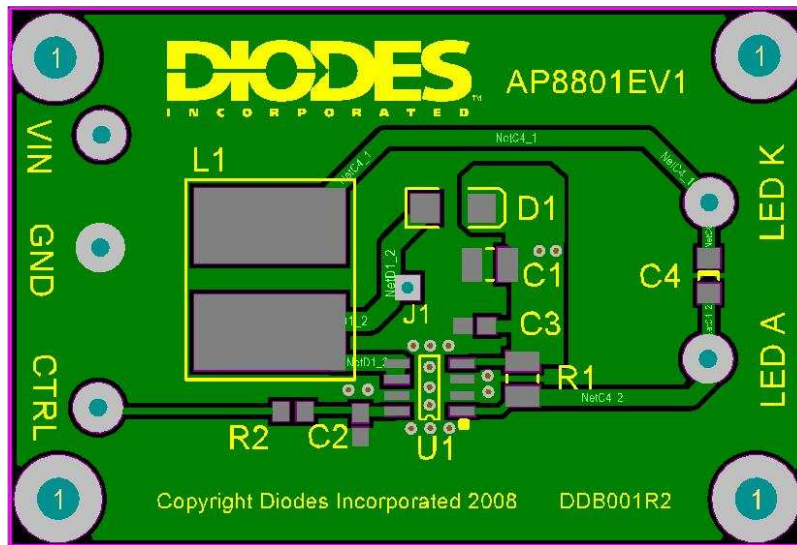 1
1
DIODES
™
INCORPORATED
AP8801EV1
VIN
L1
NetC4_1
NetC4_1
NetC4_1
LED K
D1
GND
C1
C4
NetD1_2
J1
C3
NetD1_2
R1
LED A
CTRL
NetC4_2
R2
C2
U1
1
1
Copyright Diodes Incorporated 2008
DDB001R2